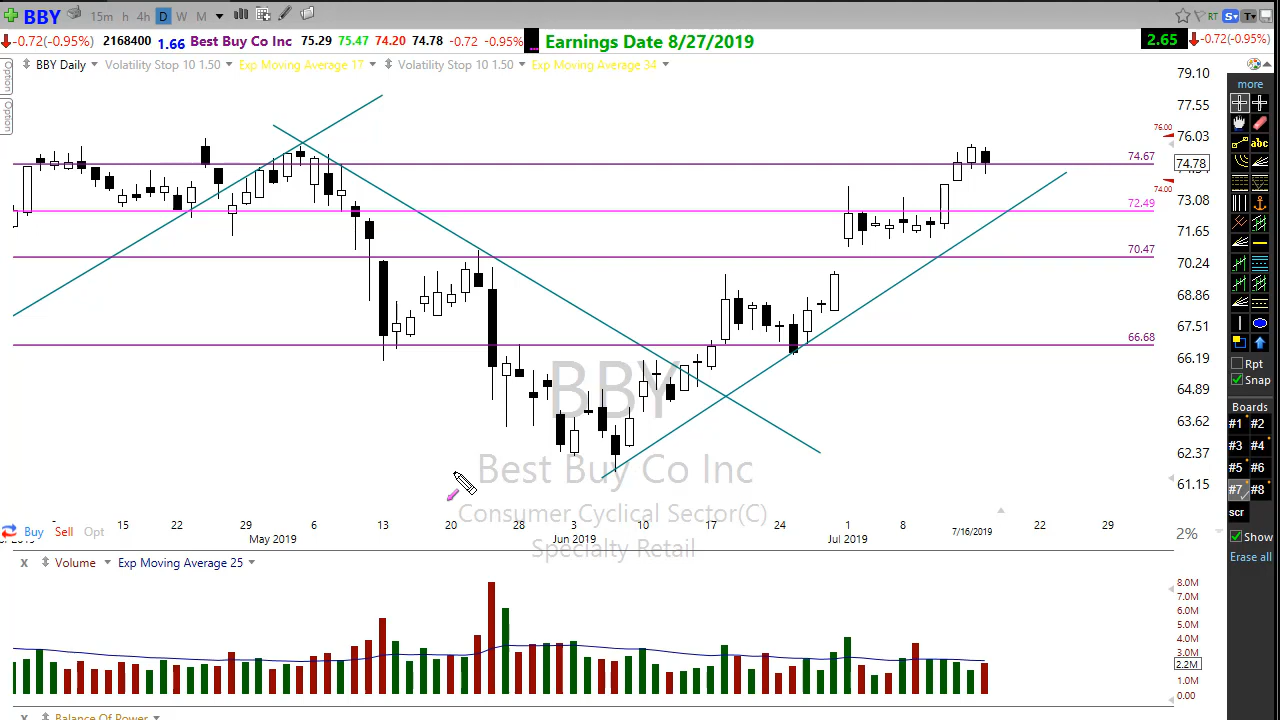 BBY 15m h 4h D W M RT S T
-0.72(-0.95%) 2168400 1.66 Best Buy Co Inc 75.29 75.47 74.20 74.78 -0.72 -0.95% Earnings Date 8/27/2019 2.65 -0.72(-0.95%)
BBY Daily Volatility Stop 10 1.50 Exp Moving Average 17 Volatility Stop 10 1.50 Exp Moving Average 34
Option
Option
79.10
77.55
76.03
74.78
73.08
71.65
70.24
68.86
67.51
66.19
64.89
63.62
62.37
61.15
76.00
74.00
74.67
72.49
70.47
66.68
BBY
Best Buy Co Inc
Consumer Cyclical Sector(C)
Specialty Retail
15 22 29 6 13 20 28 3 10 17 24 1 8 7/16/2019 22 29
May 2019 Jun 2019 Jul 2019
Buy Sell Opt
2%
x Volume Exp Moving Average 25
8.0M
7.0M
6.0M
5.0M
4.0M
3.0M
2.2M
1.0M
0.00
x Balance Of Power
more
abc
Rpt
Snap
Boards
#1 #2
#3 #4
#5 #6
#7 #8
scr
Show
Erase all